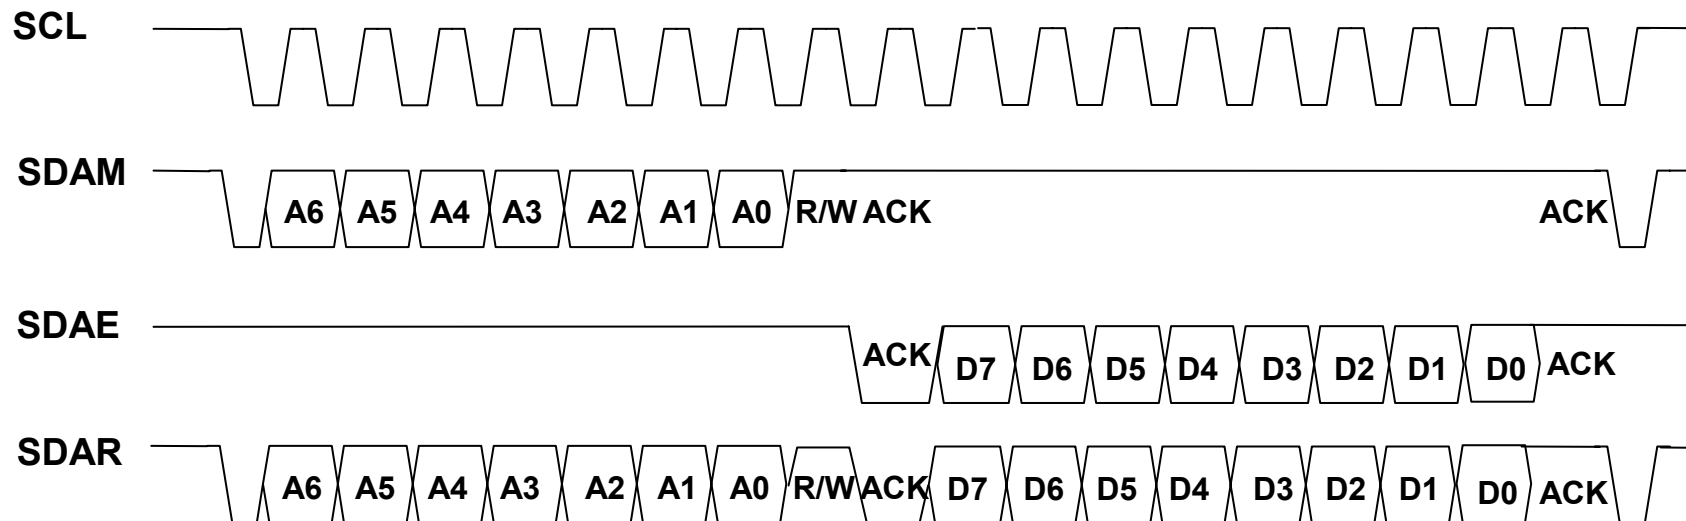 SCL
SDAM A6 A5 A4 A3 A2 A1 A0 R/W ACK ACK
SDAE ACK D7 D6 D5 D4 D3 D2 D1 D0 ACK
SDAR A6 A5 A4 A3 A2 A1 A0 R/W ACK D7 D6 D5 D4 D3 D2 D1 D0 ACK